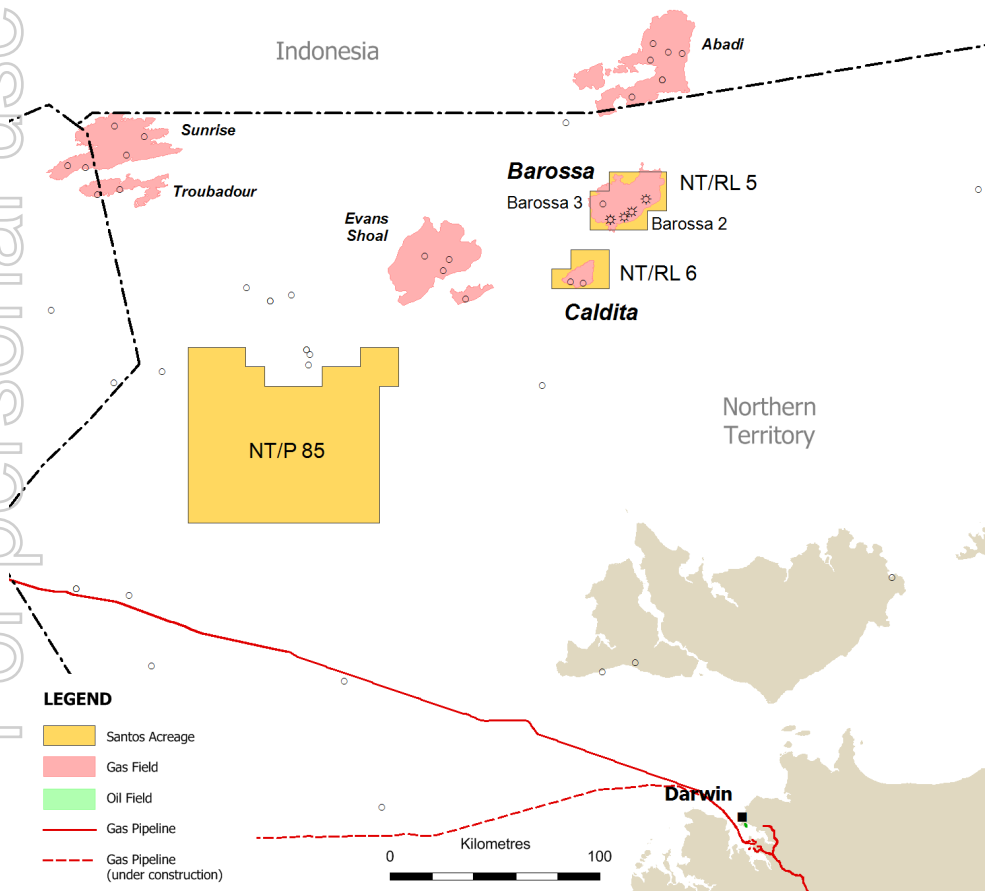 Indonesia
Abadi
Sunrise
Troubadour
Barossa
NT/RL 5
Barossa 3
Barossa 2
Evans
Shoal
NT/RL 6
Caldita
Northern
Territory
NT/P 85
LEGEND
Santos Acreage
Gas Field
Oil Field
Gas Pipeline
Gas Pipeline
(under construction)
Darwin
Kilometres
0 100
personal use